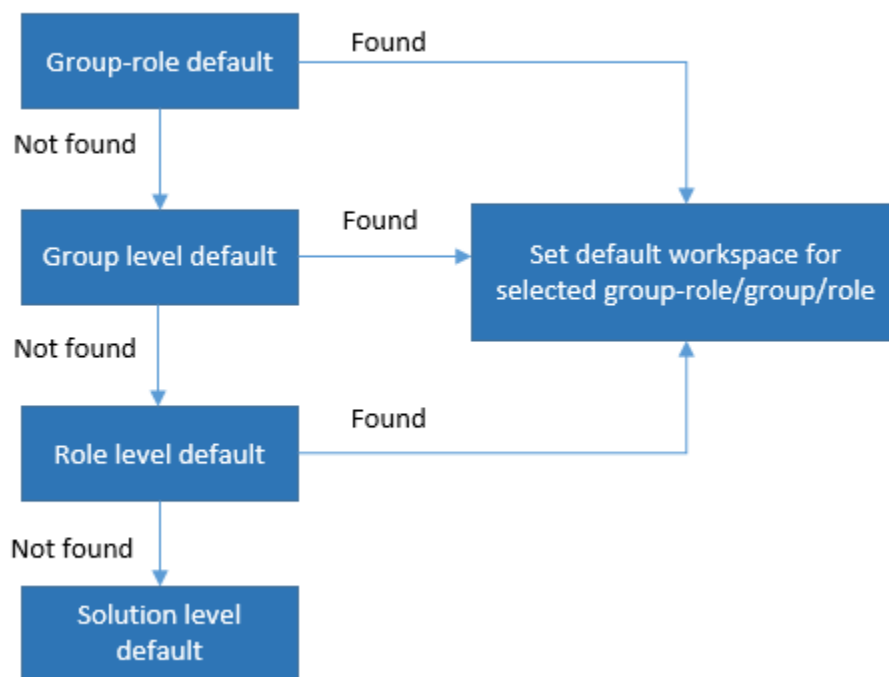 Found
Group-role default
Not found
Found
Group level default
Set default workspace for
selected group-role/group/role
Not found
Found
Role level default
Not found
Solution level
default